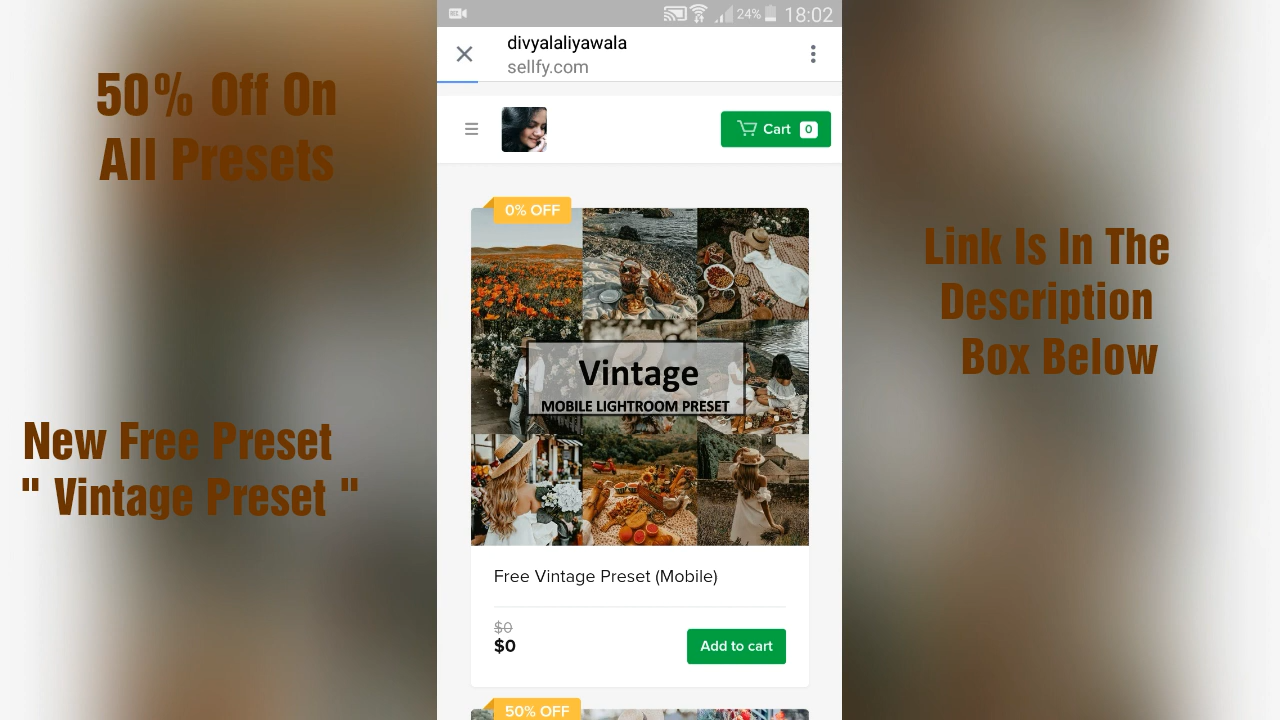 24% 18:02
divyalaliyawala
sellfy.com
Cart 0
50% Off On
All Presets
0% OFF
Link Is In The
Description
Box Below
Vintage
MOBILE LIGHTROOM PRESET
New Free Preset
" Vintage Preset "
Free Vintage Preset (Mobile)
$0
$0
Add to cart
50% OFF